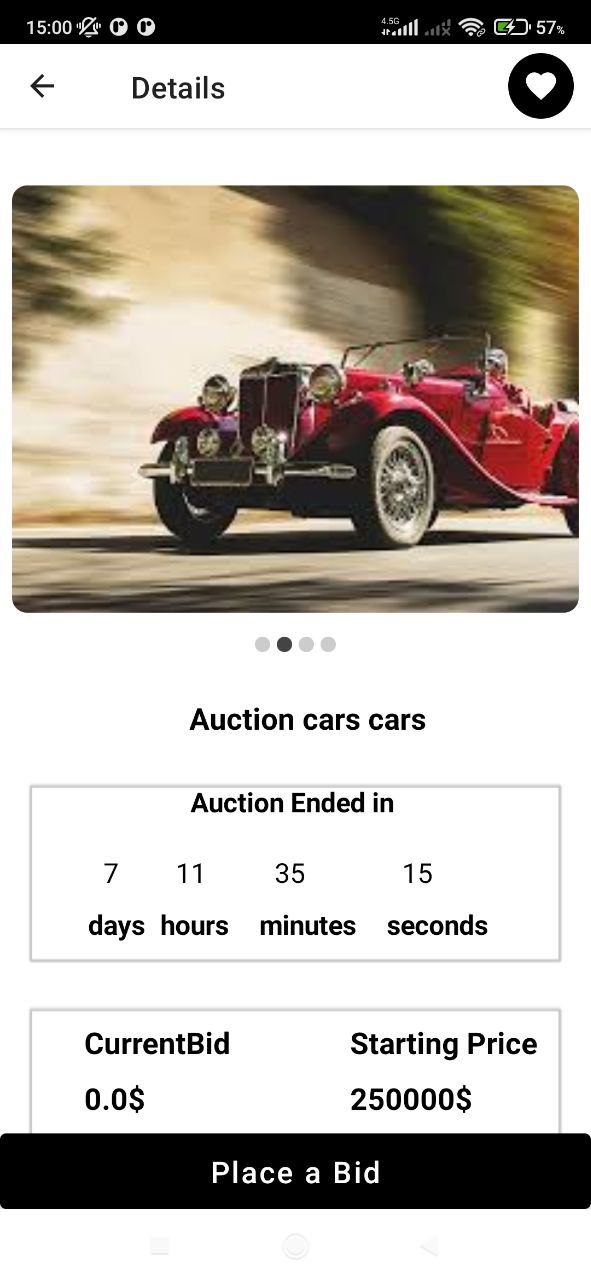 15:00 4.5G 57%
Details
Auction cars cars
Auction Ended in
7 11 35 15
days hours minutes seconds
CurrentBid Starting Price
0.0$ 250000$
Place a Bid